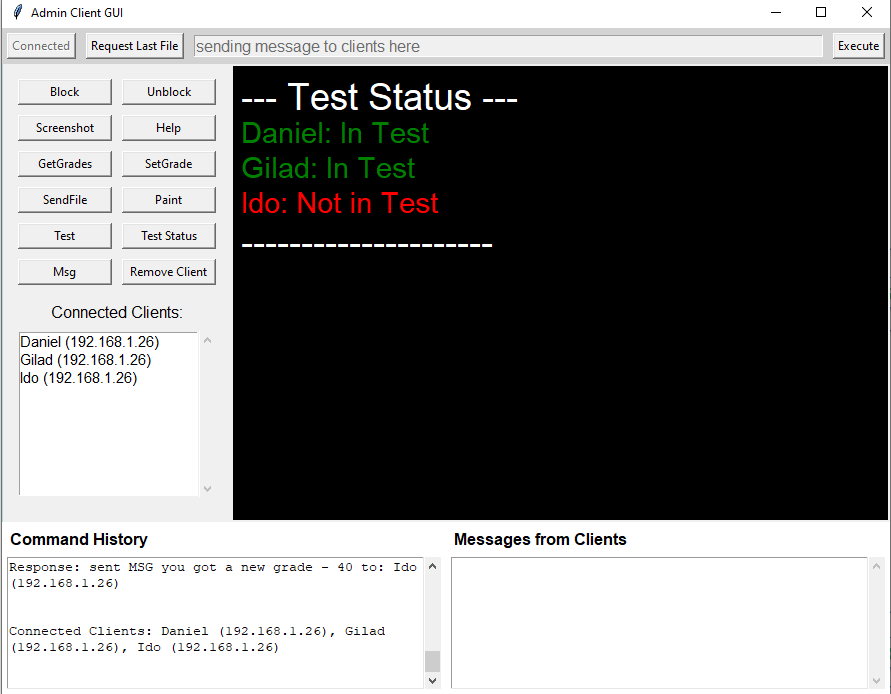 Admin Client GUI
Connected Request Last File sending message to clients here Execute
Block Unblock
Screenshot Help
GetGrades SetGrade
SendFile Paint
Test Test Status
Msg Remove Client
Connected Clients:
Daniel (192.168.1.26)
Gilad (192.168.1.26)
Ido (192.168.1.26)
--- Test Status ---
Daniel: In Test
Gilad: In Test
Ido: Not in Test
---------------------
Command History
Response: sent MSG you got a new grade - 40 to: Ido
(192.168.1.26)
Connected Clients: Daniel (192.168.1.26), Gilad
(192.168.1.26), Ido (192.168.1.26)
Messages from Clients